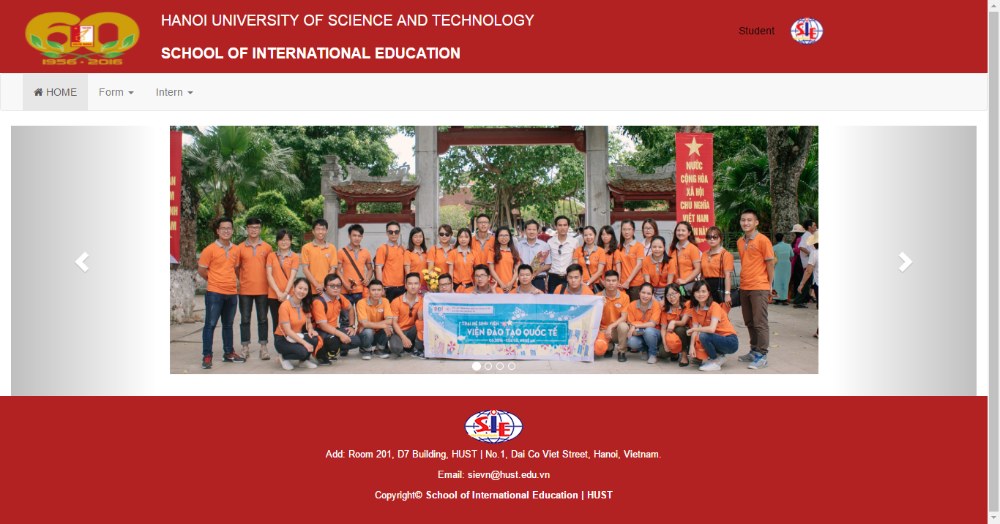 HANOI UNIVERSITY OF SCIENCE AND TECHNOLOGY
SCHOOL OF INTERNATIONAL EDUCATION
60
1956 - 2016
Student
SIE
HOME
Form
Intern
NƯỚC
CỘNG HÒA
XÃ HỘI
CHỦ NGHĨA
VIỆT NAM
TRẠI HÈ SINH VIÊN
VIỆN ĐÀO TẠO QUỐC TẾ
SIE
Add: Room 201, D7 Building, HUST | No.1, Dai Co Viet Street, Hanoi, Vietnam.
Email: sievn@hust.edu.vn
Copyright© School of International Education | HUST